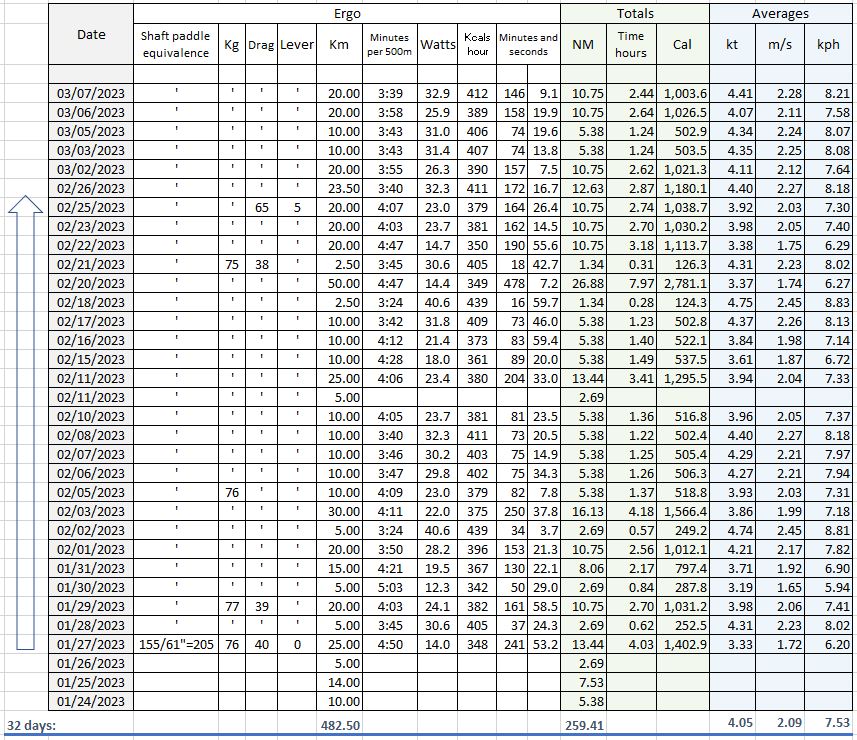 Ergo Totals Averages
Date Shaft paddle equivalence Kg Drag Lever Km Minutes per 500m Watts Kcals hour Minutes and seconds NM Time hours Cal kt m/s kph
03/07/2023 ' ' ' ' 20.00 3:39 32.9 412 146 9.1 10.75 2.44 1,003.6 4.41 2.28 8.21
03/06/2023 ' ' ' ' 20.00 3:58 25.9 389 158 19.9 10.75 2.64 1,026.5 4.07 2.11 7.58
03/05/2023 ' ' ' ' 10.00 3:43 31.0 406 74 19.6 5.38 1.24 502.9 4.34 2.24 8.07
03/03/2023 ' ' ' ' 10.00 3:43 31.4 407 74 13.8 5.38 1.24 503.5 4.35 2.25 8.08
03/02/2023 ' ' ' ' 20.00 3:55 26.3 390 157 7.5 10.75 2.62 1,021.3 4.11 2.12 7.64
02/26/2023 ' ' ' ' 23.50 3:40 32.3 411 172 16.7 12.63 2.87 1,180.1 4.40 2.27 8.18
02/25/2023 ' ' 65 5 20.00 4:07 23.0 379 164 26.4 10.75 2.74 1,038.7 3.92 2.03 7.30
02/23/2023 ' ' ' ' 20.00 4:03 23.7 381 162 14.5 10.75 2.70 1,030.2 3.98 2.05 7.40
02/22/2023 ' ' ' ' 20.00 4:47 14.7 350 190 55.6 10.75 3.18 1,113.7 3.38 1.75 6.29
02/21/2023 ' 75 38 ' 2.50 3:45 30.6 405 18 42.7 1.34 0.31 126.3 4.31 2.23 8.02
02/20/2023 ' ' ' ' 50.00 4:47 14.4 349 478 7.2 26.88 7.97 2,781.1 3.37 1.74 6.27
02/18/2023 ' ' ' ' 2.50 3:24 40.6 439 16 59.7 1.34 0.28 124.3 4.75 2.45 8.83
02/17/2023 ' ' ' ' 10.00 3:42 31.8 409 73 46.0 5.38 1.23 502.8 4.37 2.26 8.13
02/16/2023 ' ' ' ' 10.00 4:12 21.4 373 83 59.4 5.38 1.40 522.1 3.84 1.98 7.14
02/15/2023 ' ' ' ' 10.00 4:28 18.0 361 89 20.0 5.38 1.49 537.5 3.61 1.87 6.72
02/11/2023 ' ' ' ' 25.00 4:06 23.4 380 204 33.0 13.44 3.41 1,295.5 3.94 2.04 7.33
02/11/2023 ' ' ' ' 5.00 2.69
02/10/2023 ' ' ' ' 10.00 4:05 23.7 381 81 23.5 5.38 1.36 516.8 3.96 2.05 7.37
02/08/2023 ' ' ' ' 10.00 3:40 32.3 411 73 20.5 5.38 1.22 502.4 4.40 2.27 8.18
02/07/2023 ' ' ' ' 10.00 3:46 30.2 403 75 14.9 5.38 1.25 505.4 4.29 2.21 7.97
02/06/2023 ' ' ' ' 10.00 3:47 29.8 402 75 34.3 5.38 1.26 506.3 4.27 2.21 7.94
02/05/2023 ' 76 ' ' 10.00 4:09 23.0 379 82 7.8 5.38 1.37 518.8 3.93 2.03 7.31
02/03/2023 ' ' ' ' 30.00 4:11 22.0 375 250 37.8 16.13 4.18 1,566.4 3.86 1.99 7.18
02/02/2023 ' ' ' ' 5.00 3:24 40.6 439 34 3.7 2.69 0.57 249.2 4.74 2.45 8.81
02/01/2023 ' ' ' ' 20.00 3:50 28.2 396 153 21.3 10.75 2.56 1,012.1 4.21 2.17 7.82
01/31/2023 ' ' ' ' 15.00 4:21 19.5 367 130 22.1 8.06 2.17 797.4 3.71 1.92 6.90
01/30/2023 ' ' ' ' 5.00 5:03 12.3 342 50 29.0 2.69 0.84 287.8 3.19 1.65 5.94
01/29/2023 ' 77 39 ' 20.00 4:03 24.1 382 161 58.5 10.75 2.70 1,031.2 3.98 2.06 7.41
01/28/2023 ' ' ' ' 5.00 3:45 30.6 405 37 24.3 2.69 0.62 252.5 4.31 2.23 8.02
01/27/2023 155/61"=205 76 40 0 25.00 4:50 14.0 348 241 53.2 13.44 4.03 1,402.9 3.33 1.72 6.20
01/26/2023 5.00 2.69
01/25/2023 14.00 7.53
01/24/2023 10.00 5.38
32 days: 482.50 259.41 4.05 2.09 7.53